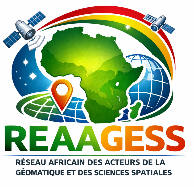 REAAGESS
RÉSEAU AFRICAIN DES ACTEURS DE LA
GÉOMATIQUE ET DES SCIENCES SPATIALES